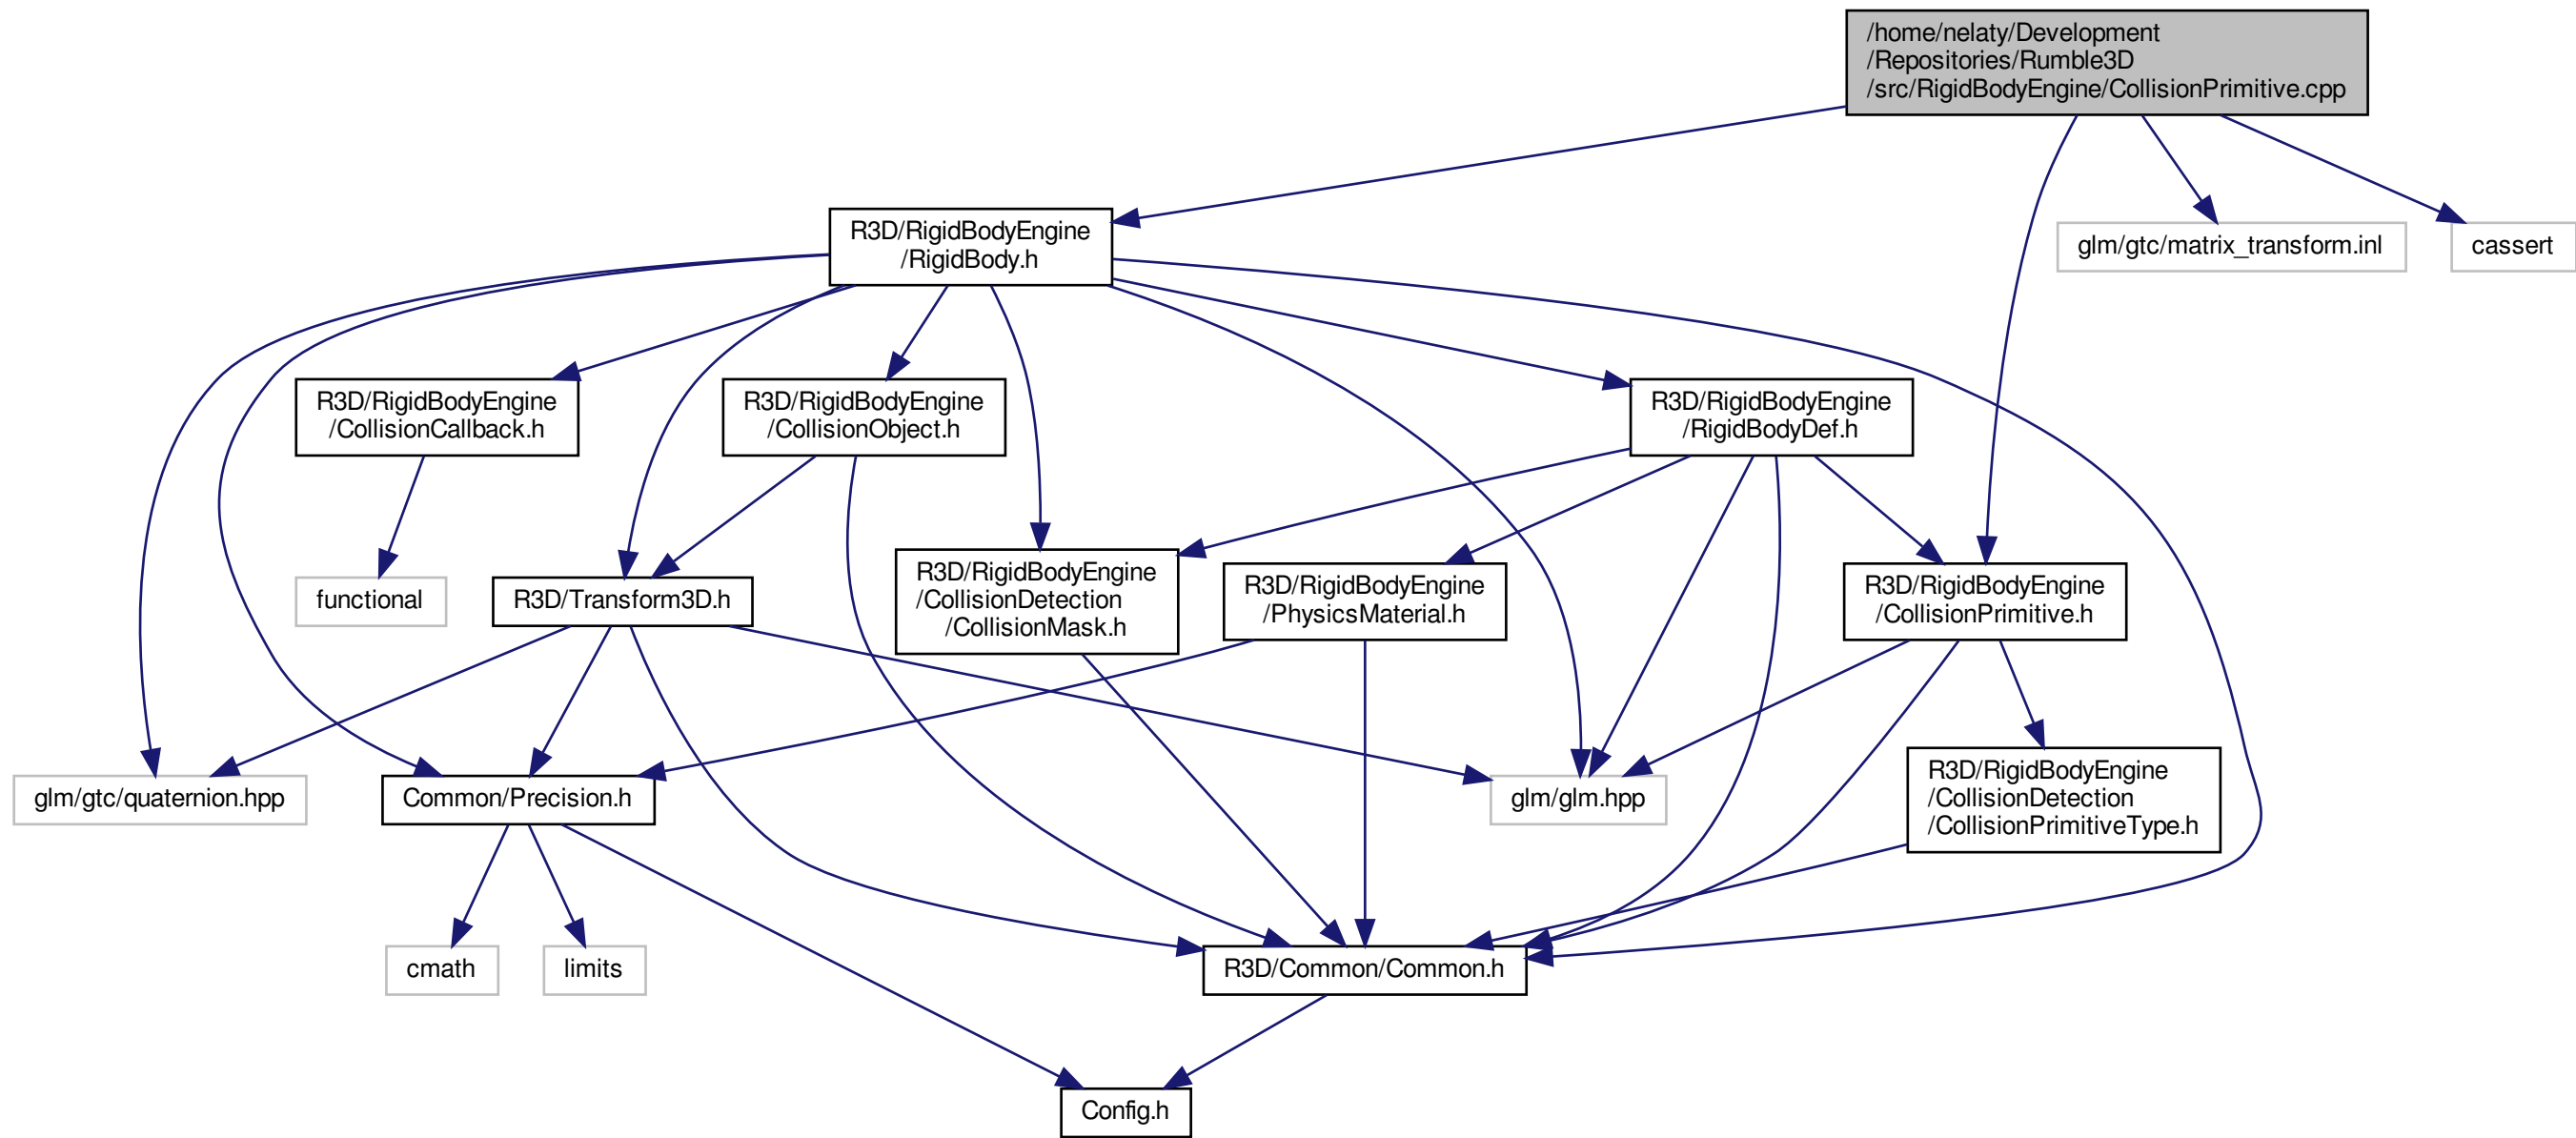 /home/nelaty/Development
/Repositories/Rumble3D
/src/RigidBodyEngine/CollisionPrimitive.cpp
R3D/RigidBodyEngine
/RigidBody.h
glm/gtc/matrix_transform.inl
cassert
R3D/RigidBodyEngine
/CollisionCallback.h
R3D/RigidBodyEngine
/CollisionObject.h
R3D/RigidBodyEngine
/RigidBodyDef.h
functional
R3D/Transform3D.h
R3D/RigidBodyEngine
/CollisionDetection
/CollisionMask.h
R3D/RigidBodyEngine
/PhysicsMaterial.h
R3D/RigidBodyEngine
/CollisionPrimitive.h
glm/gtc/quaternion.hpp
Common/Precision.h
glm/glm.hpp
R3D/RigidBodyEngine
/CollisionDetection
/CollisionPrimitiveType.h
cmath
limits
R3D/Common/Common.h
Config.h